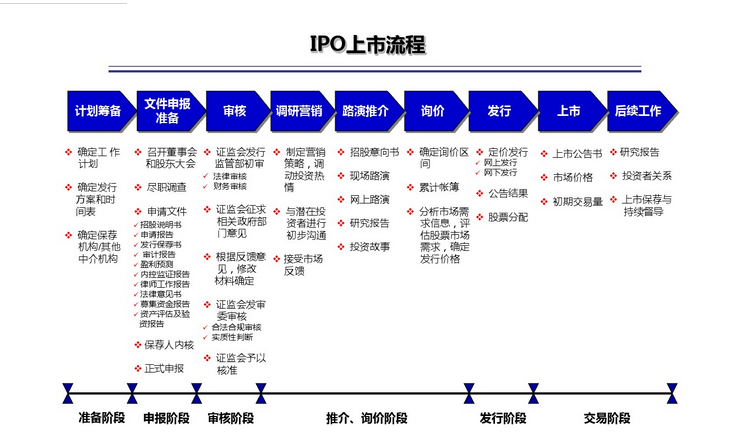 IPO上市流程
计划筹备
文件申报
准备
审核
调研营销
路演推介
询价
发行
上市
后续工作
确定工作
计划
确定发行
方案和时
间表
确定保荐
机构/其他
中介机构
召开董事会
和股东大会
尽职调查
申请文件
招股说明书
申请报告
发行保荐书
审计报告
盈利预测
内控监证报告
律师工作报告
法律意见书
募集资金报告
资产评估及验
资报告
保荐人内核
正式申报
证监会发行
监管部初审
法律审核
财务审核
证监会征求
相关政府部
门意见
根据反馈意
见，修改
材料确定
证监会发审
委审核
合法合规审核
实质性判断
证监会予以
核准
制定营销
策略，调
动投资热
情
与潜在投
资者进行
初步沟通
接受市场
反馈
招股意向书
现场路演
网上路演
研究报告
投资故事
确定询价区
间
累计帐簿
分析市场需
求信息，评
估股票市场
需求，确定
发行价格
定价发行
网上发行
网下发行
公告结果
股票分配
上市公告书
市场价格
初期交易量
研究报告
投资者关系
上市保荐与
持续督导
准备阶段
申报阶段
审核阶段
推介、询价阶段
发行阶段
交易阶段